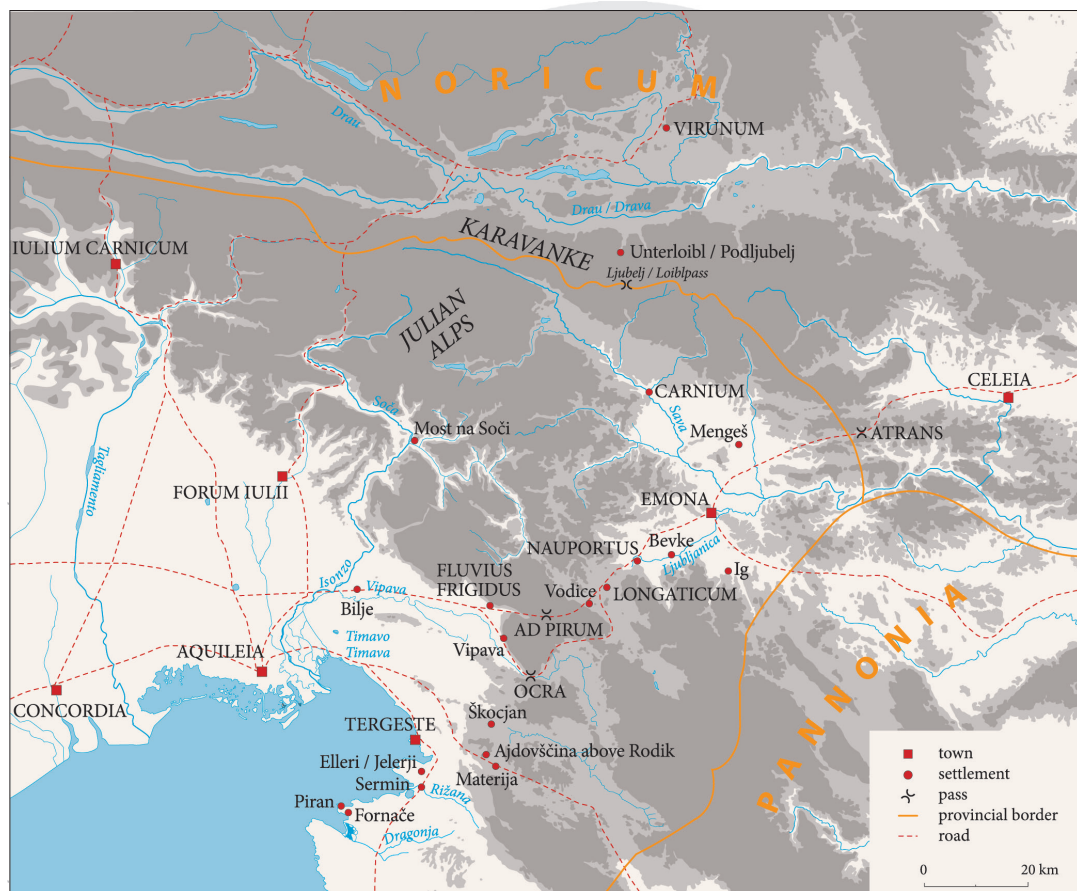 NORICUM
Drau
VIRUNUM
Drau / Drava
KARAVANKE
IULIUM CARNICUM
Unterloibl / Podljubelj
Ljubelj / Loiblpass
JULIAN
ALPS
CELEIA
CARNIUM
Soča
Sava
Mengeš
ATRANS
Most na Soči
Tagliamento
FORUM IULII
EMONA
NAUPORTUS
Bevke
Ljubljanica
Isonzo
FLUVIUS
FRIGIDUS
Ig
Vipava
Vodice
LONGATICUM
Bilje
AD PIRUM
Timavo
Timava
Vipava
AQUILEIA
OCRA
CONCORDIA
Škocjan
TERGESTE
PANNONIA
Ajdovščina above Rodik
Elleri / Jelerji
Materija
Sermin
Rižana
Piran
Fornače
Dragonja
town
settlement
pass
provincial border
road
0 20 km